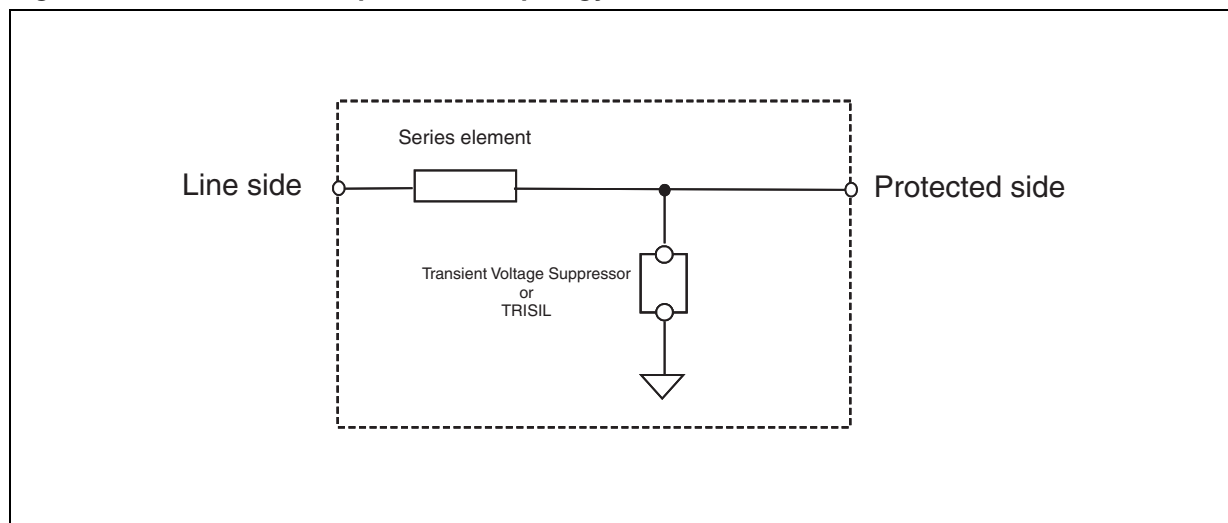 Series element
Line side
Protected side
Transient Voltage Suppressor
or
TRISIL